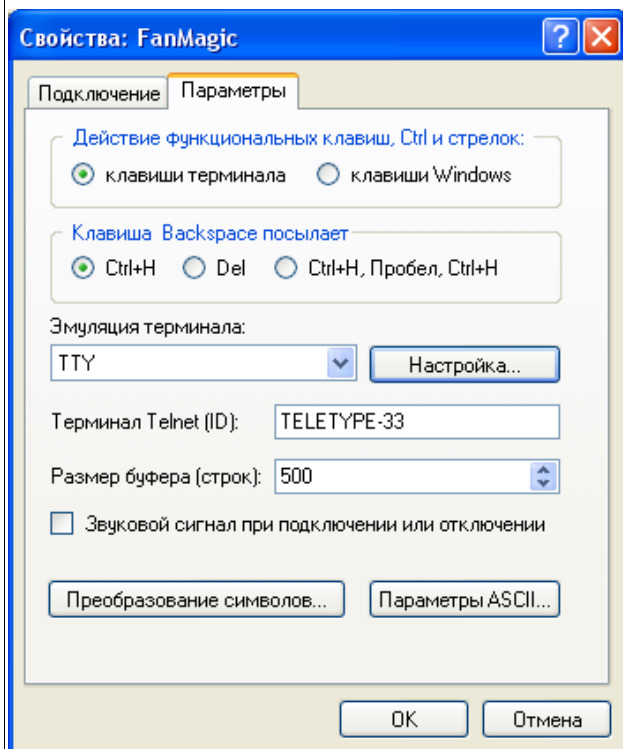 Свойства: FanMagic
Подключение Параметры
Действие функциональных клавиш, Ctrl и стрелок:
клавиши терминала клавиши Windows
Клавиша Backspace посылает
Ctrl+H Del Ctrl+H, Пробел, Ctrl+H
Эмуляция терминала:
TTY Настройка...
Терминал Telnet (ID): TELETYPE-33
Размер буфера (строк): 500
Звуковой сигнал при подключении или отключении
Преобразование символов... Параметры ASCII...
OK Отмена